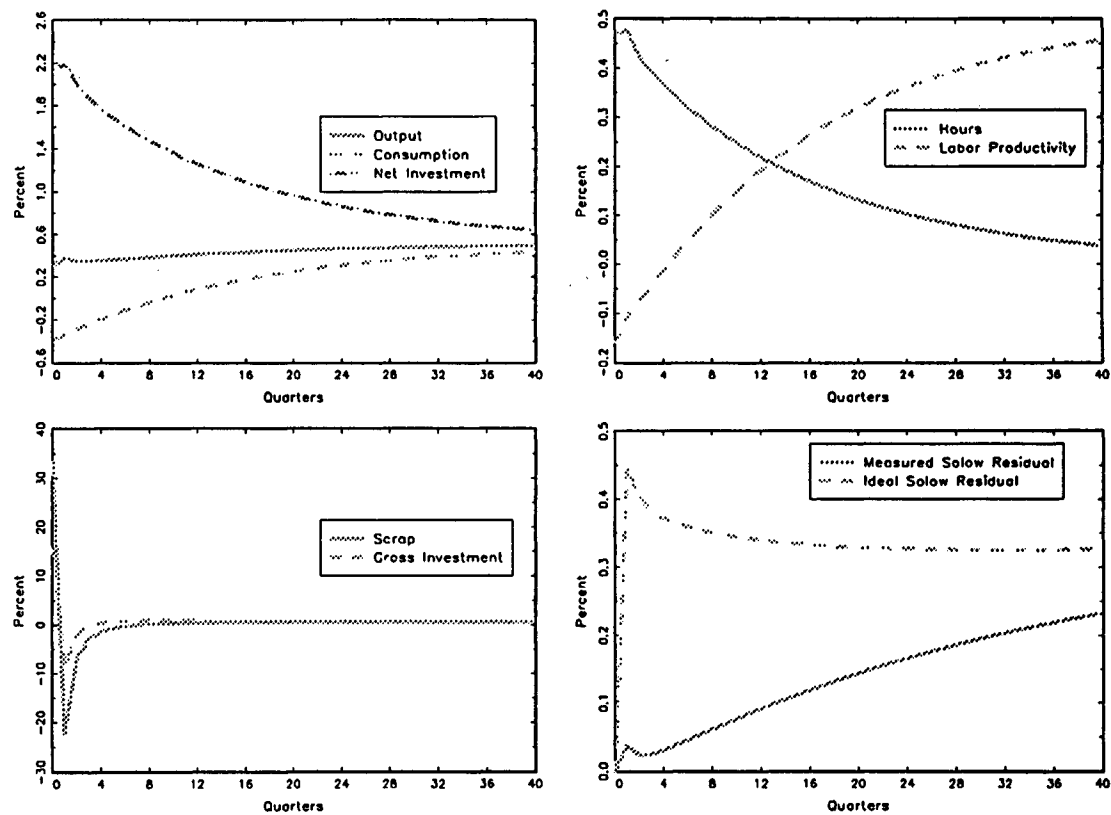 2.6
2.2
1.8
1.4
1.0
0.6
0.2
−0.2
−0.6
Percent
Output
Consumption
Net Investment
0 4 8 12 16 20 24 28 32 36 40
Quarters
0.5
0.4
0.3
0.2
0.1
−0.0
−0.1
−0.2
Percent
Hours
Labor Productivity
0 4 8 12 16 20 24 28 32 36 40
Quarters
40
30
20
10
0
−10
−20
−30
Percent
Scrap
Gross Investment
0 4 8 12 16 20 24 28 32 36 40
Quarters
0.5
0.4
0.3
0.2
0.1
0.0
Percent
Measured Solow Residual
Ideal Solow Residual
0 4 8 12 16 20 24 28 32 36 40
Quarters